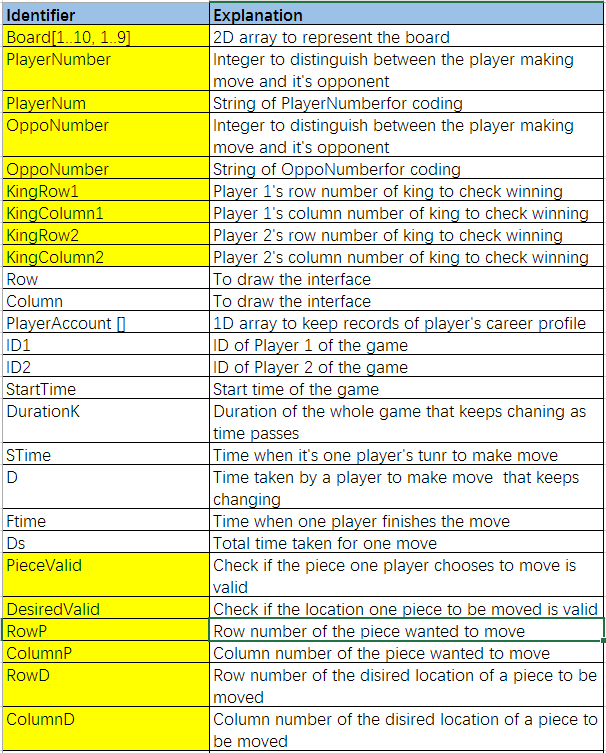 Identifier Explanation
Board[1..10, 1..9] 2D array to represent the board
PlayerNumber Integer to distinguish between the player making
move and it's opponent
PlayerNum String of PlayerNumberfor coding
OppoNumber Integer to distinguish between the player making
move and it's opponent
OppoNumber String of OppoNumberfor coding
KingRow1 Player 1's row number of king to check winning
KingColumn1 Player 1's column number of king to check winning
KingRow2 Player 2's row number of king to check winning
KingColumn2 Player 2's column number of king to check winning
Row To draw the interface
Column To draw the interface
PlayerAccount [] 1D array to keep records of player's career profile
ID1 ID of Player 1 of the game
ID2 ID of Player 2 of the game
StartTime Start time of the game
DurationK Duration of the whole game that keeps chaning as
time passes
STime Time when it's one player's tunr to make move
D Time taken by a player to make move  that keeps
changing
Ftime Time when one player finishes the move
Ds Total time taken for one move
PieceValid Check if the piece one player chooses to move is
valid
DesiredValid Check if the location one piece to be moved is valid
RowP Row number of the piece wanted to move
ColumnP Column number of the piece wanted to move
RowD Row number of the disired location of a piece to be
moved
ColumnD Column number of the disired location of a piece to
be moved